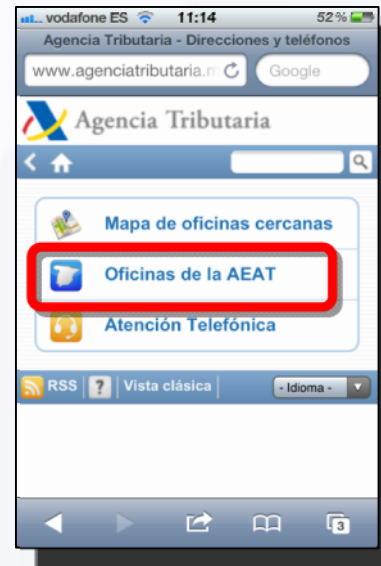 vodafone ES 11:14 52%
Agencia Tributaria - Direcciones y teléfonos
www.agenciatributaria.m Google
Agencia Tributaria
Mapa de oficinas cercanas
Oficinas de la AEAT
Atención Telefónica
RSS ? Vista clásica - Idioma -
3